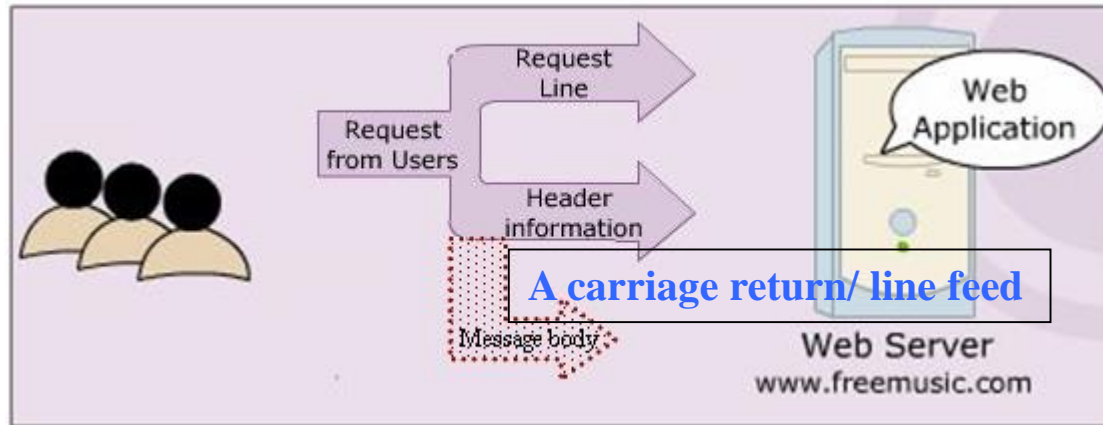 Request
Line
Request
from Users
Header
information
A carriage return/ line feed
Message body
Web
Application
Web Server
www.freemusic.com